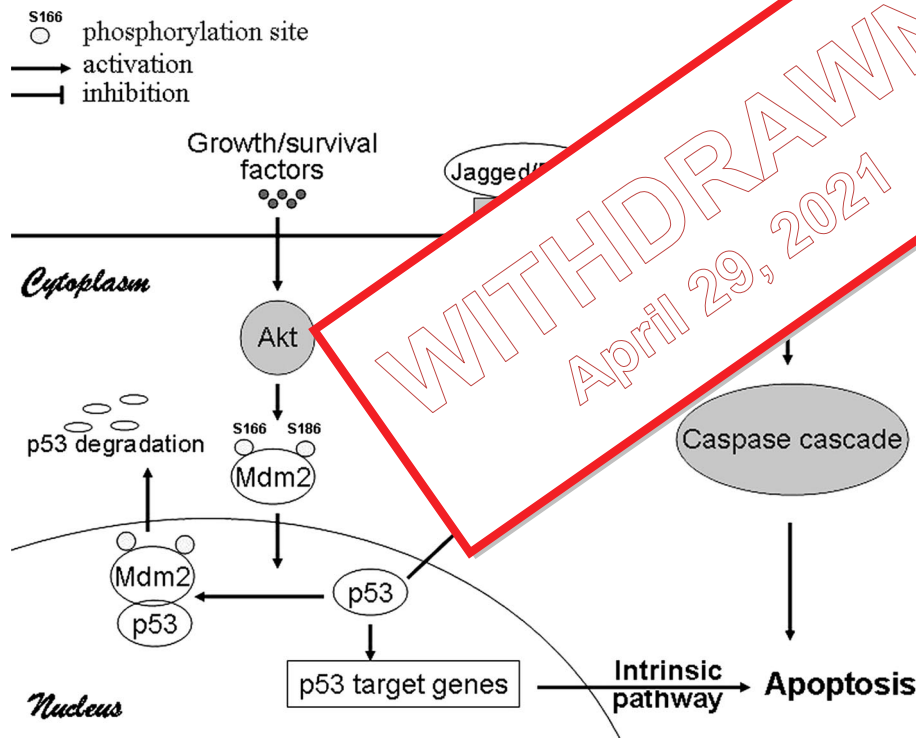 S166
phosphorylation site
activation
inhibition
Growth/survival
factors
Jagged/
WITHDRAWN
April 29, 2021
Cytoplasm
Akt
S166 S186
Mdm2
p53 degradation
Caspase cascade
Mdm2
p53
p53
p53 target genes
Intrinsic
pathway
Apoptosis
Nucleus